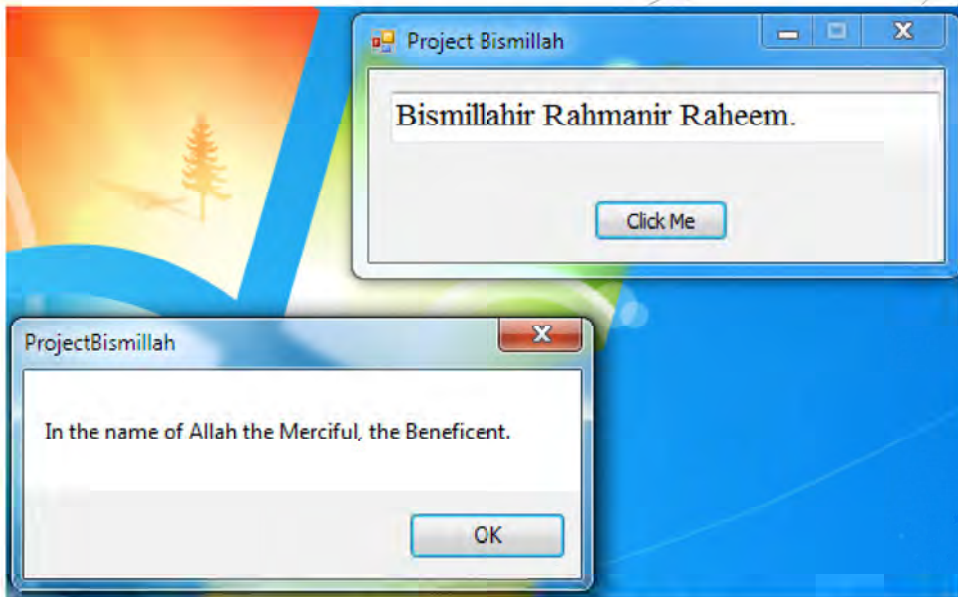 Project Bismillah
Bismillahir Rahmanir Raheem.
Click Me
ProjectBismillah
In the name of Allah the Merciful, the Beneficent.
OK